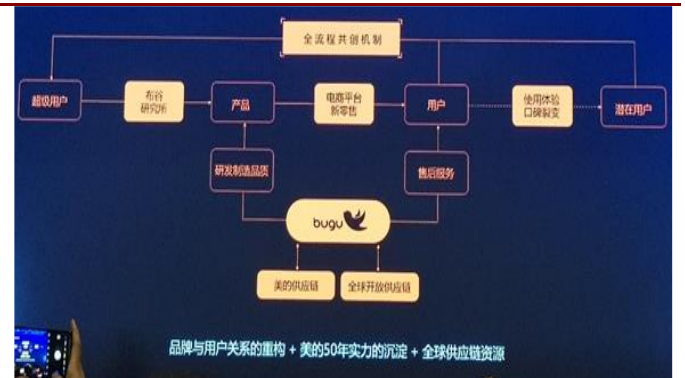 全流程共创机制
超级用户
布谷
研究所
产品
电商平台
新零售
用户
使用体验
口碑裂变
潜在用户
研发制造品质
售后服务
bugu
美的供应链
全球开放供应链
品牌与用户关系的重构 + 美的50年实力的沉淀 + 全球供应链资源